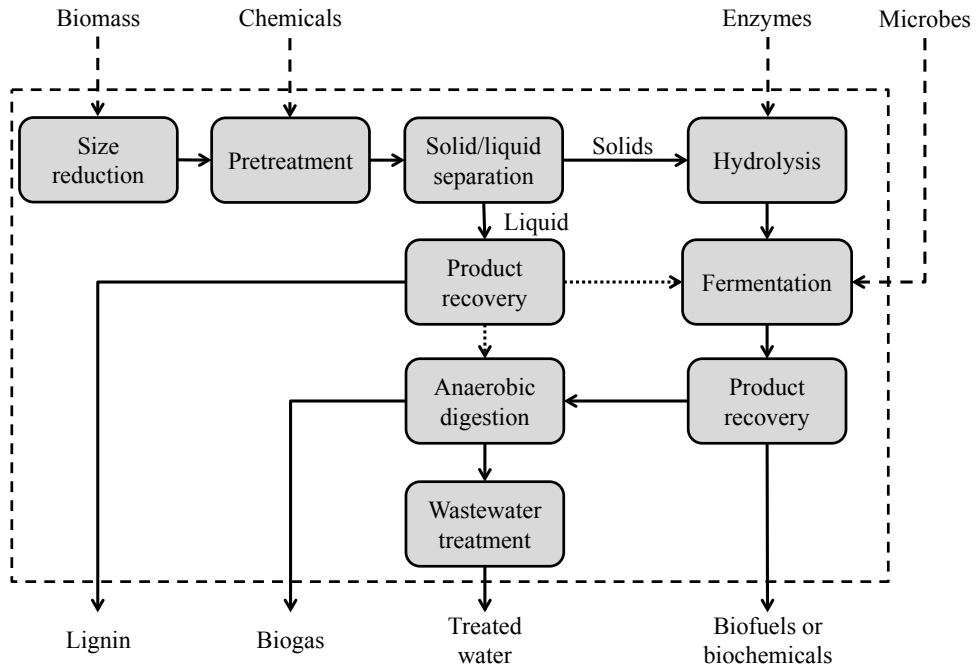 Biomass
Chemicals
Enzymes
Microbes
Size
reduction
Pretreatment
Solid/liquid
separation
Solids
Hydrolysis
Liquid
Product
recovery
Fermentation
Anaerobic
digestion
Product
recovery
Wastewater
treatment
Lignin
Biogas
Treated
water
Biofuels or
biochemicals